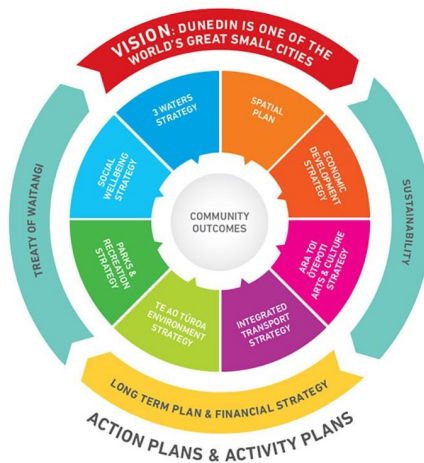 VISION: DUNEDIN IS ONE OF THE
WORLD'S GREAT SMALL CITIES
3 WATERS
STRATEGY
SPATIAL
PLAN
SOCIAL
WELLBEING
STRATEGY
ECONOMIC
DEVELOPMENT
STRATEGY
TREATY OF WAITANGI
COMMUNITY
OUTCOMES
SUSTAINABILITY
PARKS &
RECREATION
STRATEGY
ARA TOI
ŌTEPOTI
ARTS & CULTURE
STRATEGY
TE AO TŪROA
ENVIRONMENT
STRATEGY
INTEGRATED
TRANSPORT
STRATEGY
LONG TERM PLAN & FINANCIAL STRATEGY
ACTION PLANS & ACTIVITY PLANS